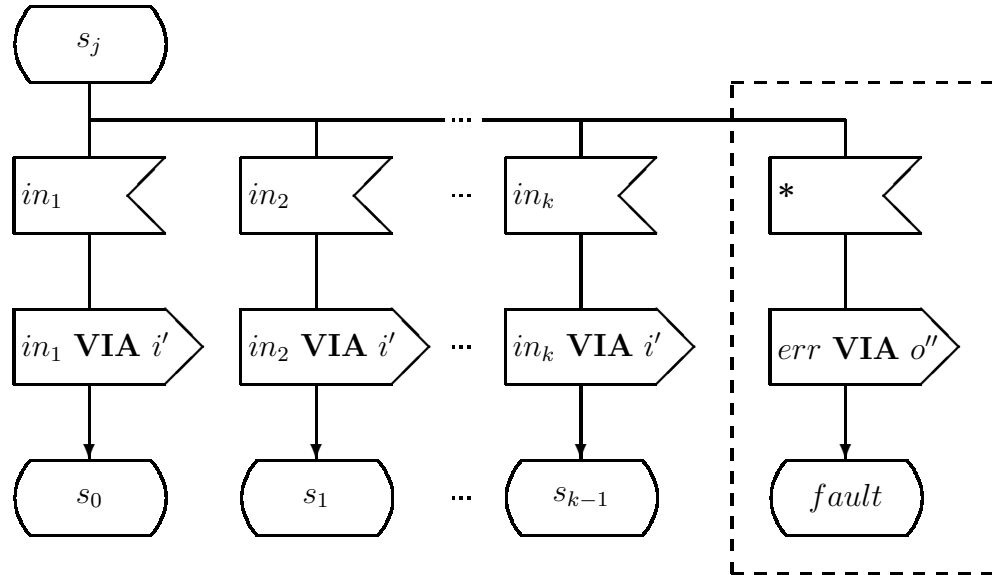 s_j
...
in_1 in_2 ... in_k *
in_1 VIA i' in_2 VIA i' ... in_k VIA i' err VIA o''
s_0 s_1 ... s_{k−1} fault